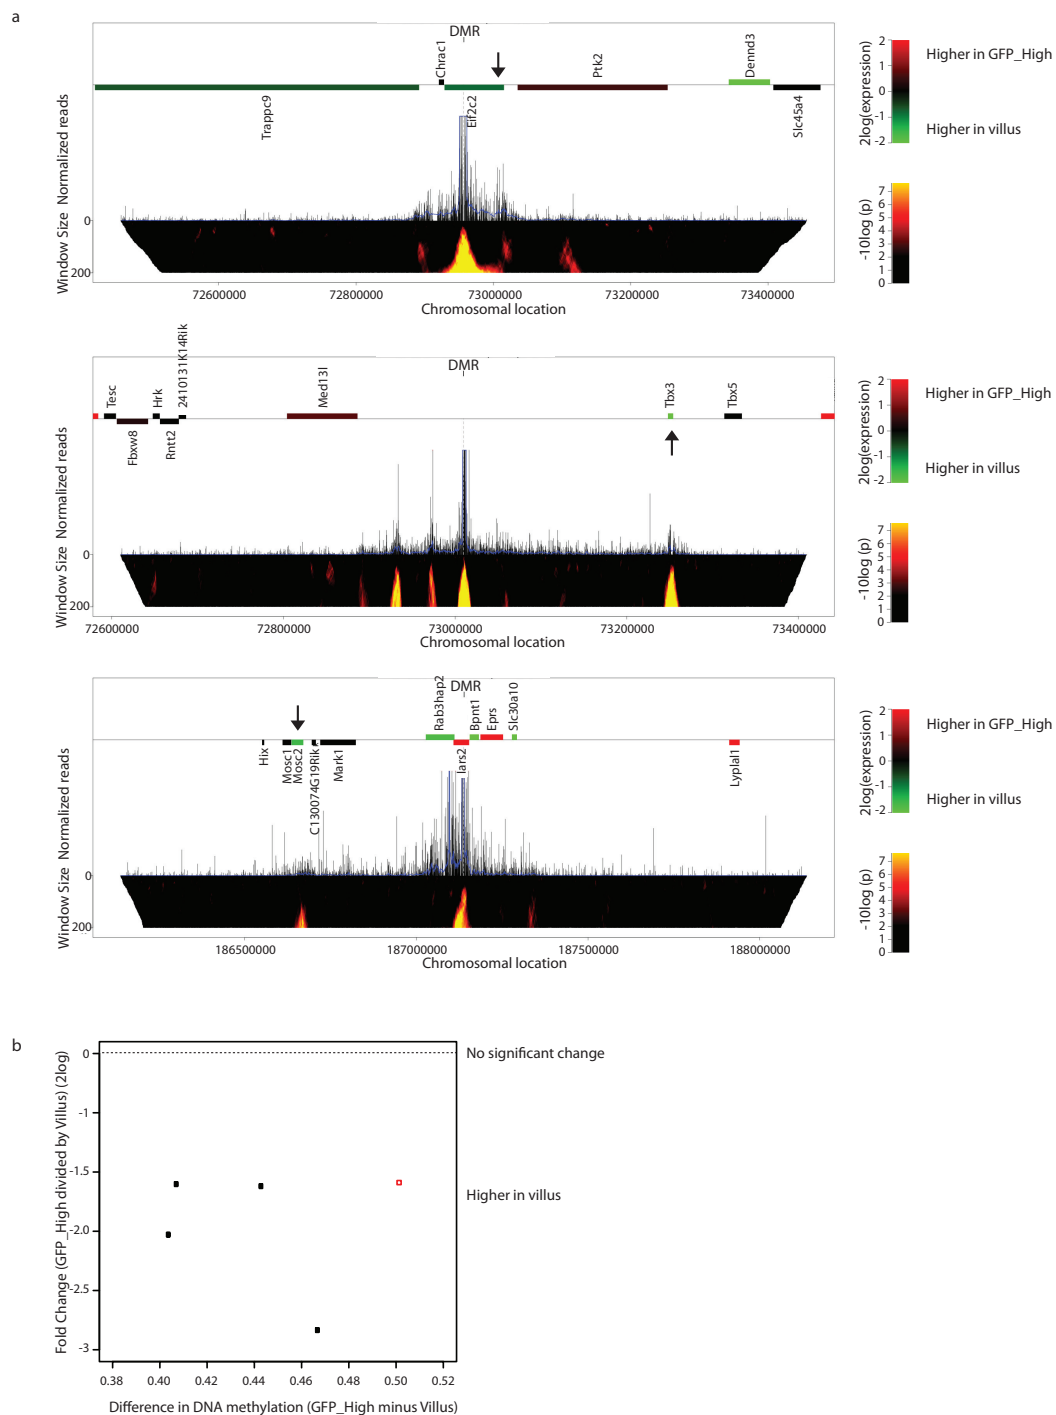 a
DMR
Chrac1
Ptk2
Dennd3
Trappc9
Eif2c2
Slc45a4
Normalized reads
Window Size
0
200
72600000 72800000 73000000 73200000 73400000
Chromosomal location
2log(expression)
2
1
0
-1
-2
Higher in GFP_High
Higher in villus
-10log (p)
7
6
5
4
3
2
1
0
DMR
Tesc
Hrk
2410131K14Rik
Med13l
Tbx3
Tbx5
Fbxw8
Rntt2
Normalized reads
Window Size
0
200
72600000 72800000 73000000 73200000 73400000
Chromosomal location
2log(expression)
2
1
0
-1
-2
Higher in GFP_High
Higher in villus
-10log (p)
7
6
5
4
3
2
1
0
DMR
Rab3hap2
Bpnt1
Eprs
Slc30a10
Hix
Mosc1
Mosc2
C130074G19Rik
Mark1
Iars2
Lyplal1
Normalized reads
Window Size
0
200
186500000 187000000 187500000 188000000
Chromosomal location
2log(expression)
2
1
0
-1
-2
Higher in GFP_High
Higher in villus
-10log (p)
7
6
5
4
3
2
1
0
b
Fold Change (GFP_High divided by Villus) (2log)
0
-1
-1.5
-2.0
-2.5
-3
No significant change
Higher in villus
0.38 0.40 0.42 0.44 0.46 0.48 0.50 0.52
Difference in DNA methylation (GFP_High minus Villus)